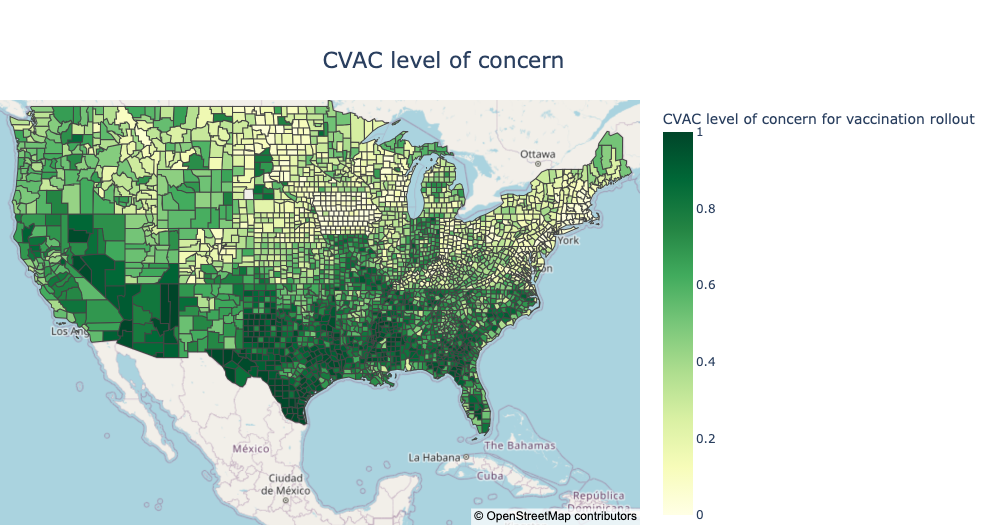 CVAC level of concern
CVAC level of concern for vaccination rollout
1
0.8
0.6
0.4
0.2
0
Ottawa
York
Los
México
Ciudad
de México
La Habana
The Bahamas
Cuba
República
Dominicana
© OpenStreetMap contributors